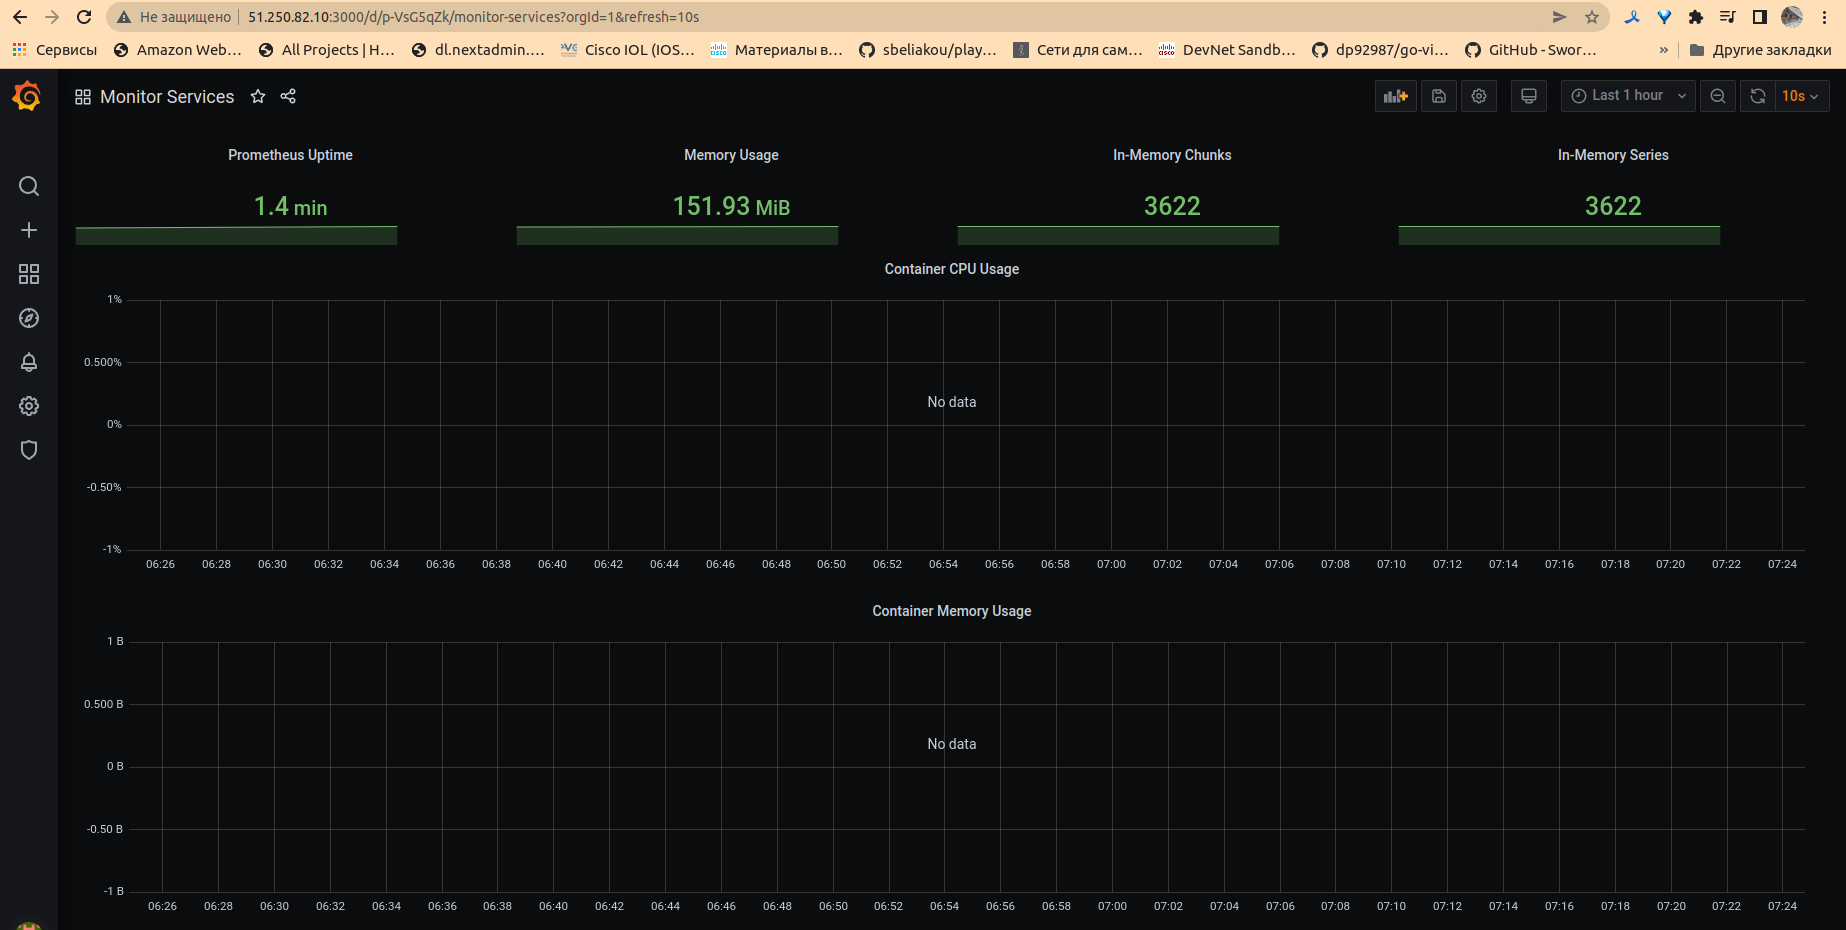 Не защищено 51.250.82.10:3000/d/p-VsG5qZk/monitor-services?orgId=1&refresh=10s
Сервисы Amazon Web... All Projects | H... dl.nextadmin.... Cisco IOL (IOS... Материалы в... sbeliakou/play... Сети для сам... DevNet Sandb... dp92987/go-vi... GitHub - Swor... » Другие закладки
Monitor Services Last 1 hour 10s
Prometheus Uptime Memory Usage In-Memory Chunks In-Memory Series
1.4 min 151.93 MiB 3622 3622
Container CPU Usage
1%
0.500%
No data
0%
-0.50%
-1%
06:26 06:28 06:30 06:32 06:34 06:36 06:38 06:40 06:42 06:44 06:46 06:48 06:50 06:52 06:54 06:56 06:58 07:00 07:02 07:04 07:06 07:08 07:10 07:12 07:14 07:16 07:18 07:20 07:22 07:24
Container Memory Usage
1 B
0.500 B
No data
0 B
-0.50 B
-1 B
06:26 06:28 06:30 06:32 06:34 06:36 06:38 06:40 06:42 06:44 06:46 06:48 06:50 06:52 06:54 06:56 06:58 07:00 07:02 07:04 07:06 07:08 07:10 07:12 07:14 07:16 07:18 07:20 07:22 07:24